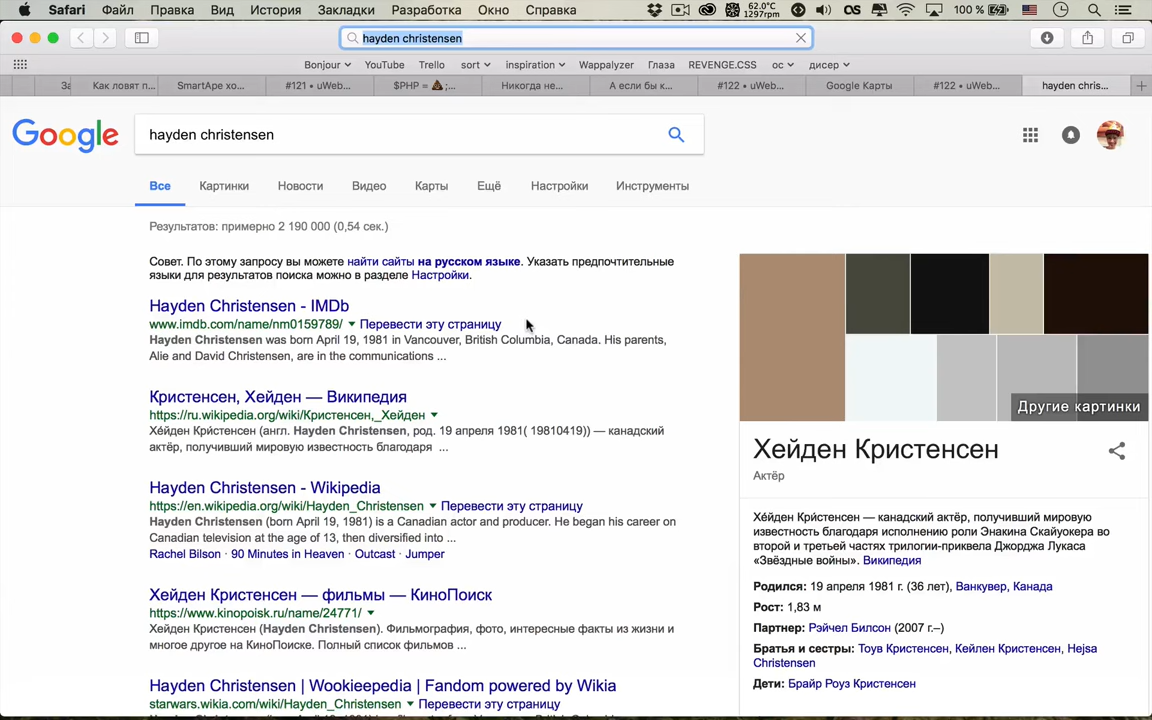 Safari Файл Правка Вид История Закладки Разработка Окно Справка 62.0°C 1297rpm 100 %
hayden christensen
Bonjour YouTube Trello sort inspiration Wappalyzer Глаза REVENGE.CSS ос дисер
За Как ловят п... SmartApe хо... #121 • uWeb... $PHP = 💩 ;... Никогда не... А если бы к... #122 • uWeb... Google Карты #122 • uWeb... hayden chris...
Google hayden christensen
Все Картинки Новости Видео Карты Ещё Настройки Инструменты
Результатов: примерно 2 190 000 (0,54 сек.)
Совет. По этому запросу вы можете найти сайты на русском языке. Указать предпочтительные
языки для результатов поиска можно в разделе Настройки.
Hayden Christensen - IMDb
www.imdb.com/name/nm0159789/ Перевести эту страницу
Hayden Christensen was born April 19, 1981 in Vancouver, British Columbia, Canada. His parents,
Alie and David Christensen, are in the communications ...
Кристенсен, Хейден — Википедия
https://ru.wikipedia.org/wiki/Кристенсен,_Хейден
Хе́йден Кри́стенсен (англ. Hayden Christensen, род. 19 апреля 1981( 19810419)) — канадский
актёр, получивший мировую известность благодаря ...
Hayden Christensen - Wikipedia
https://en.wikipedia.org/wiki/Hayden_Christensen Перевести эту страницу
Hayden Christensen (born April 19, 1981) is a Canadian actor and producer. He began his career on
Canadian television at the age of 13, then diversified into ...
Rachel Bilson · 90 Minutes in Heaven · Outcast · Jumper
Хейден Кристенсен — фильмы — КиноПоиск
https://www.kinopoisk.ru/name/24771/
Хейден Кристенсен (Hayden Christensen). Фильмография, фото, интересные факты из жизни и
многое другое на КиноПоиске. Полный список фильмов ...
Hayden Christensen | Wookieepedia | Fandom powered by Wikia
starwars.wikia.com/wiki/Hayden_Christensen Перевести эту страницу
Другие картинки
Хейден Кристенсен
Актёр
Хе́йден Кри́стенсен — канадский актёр, получивший мировую
известность благодаря исполнению роли Энакина Скайуокера во
второй и третьей частях трилогии-приквела Джорджа Лукаса
«Звёздные войны». Википедия
Родился: 19 апреля 1981 г. (36 лет), Ванкувер, Канада
Рост: 1,83 м
Партнер: Рэйчел Билсон (2007 г.–)
Братья и сестры: Тоув Кристенсен, Кейлен Кристенсен, Hejsa
Christensen
Дети: Брайр Роуз Кристенсен